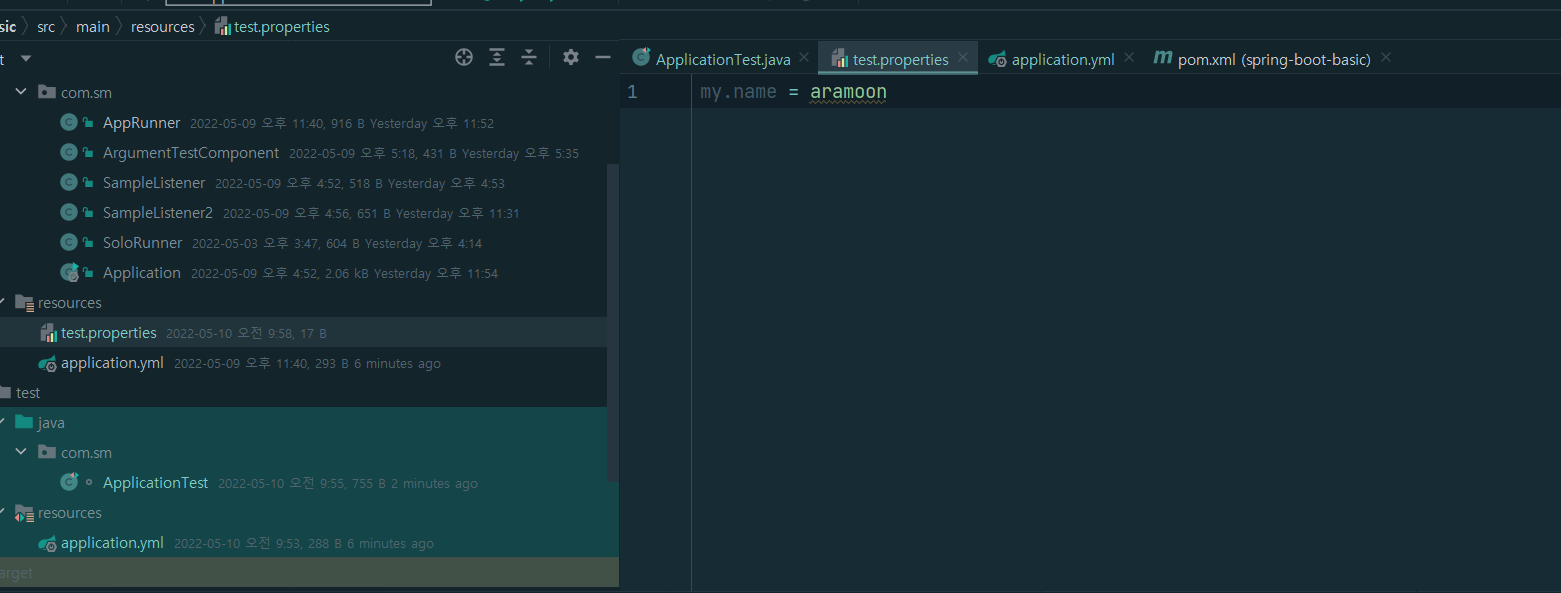 sic src main resources test.properties
t
ApplicationTest.java test.properties application.yml m pom.xml (spring-boot-basic)
1 my.name = aramoon
com.sm
AppRunner 2022-05-09 오후 11:40, 916 B Yesterday 오후 11:52
ArgumentTestComponent 2022-05-09 오후 5:18, 431 B Yesterday 오후 5:35
SampleListener 2022-05-09 오후 4:52, 518 B Yesterday 오후 4:53
SampleListener2 2022-05-09 오후 4:56, 651 B Yesterday 오후 11:31
SoloRunner 2022-05-03 오후 3:47, 604 B Yesterday 오후 4:14
Application 2022-05-09 오후 4:52, 2.06 kB Yesterday 오후 11:54
resources
test.properties 2022-05-10 오전 9:58, 17 B
application.yml 2022-05-09 오후 11:40, 293 B 6 minutes ago
test
java
com.sm
ApplicationTest 2022-05-10 오전 9:55, 755 B 2 minutes ago
resources
application.yml 2022-05-10 오전 9:53, 288 B 6 minutes ago
arget